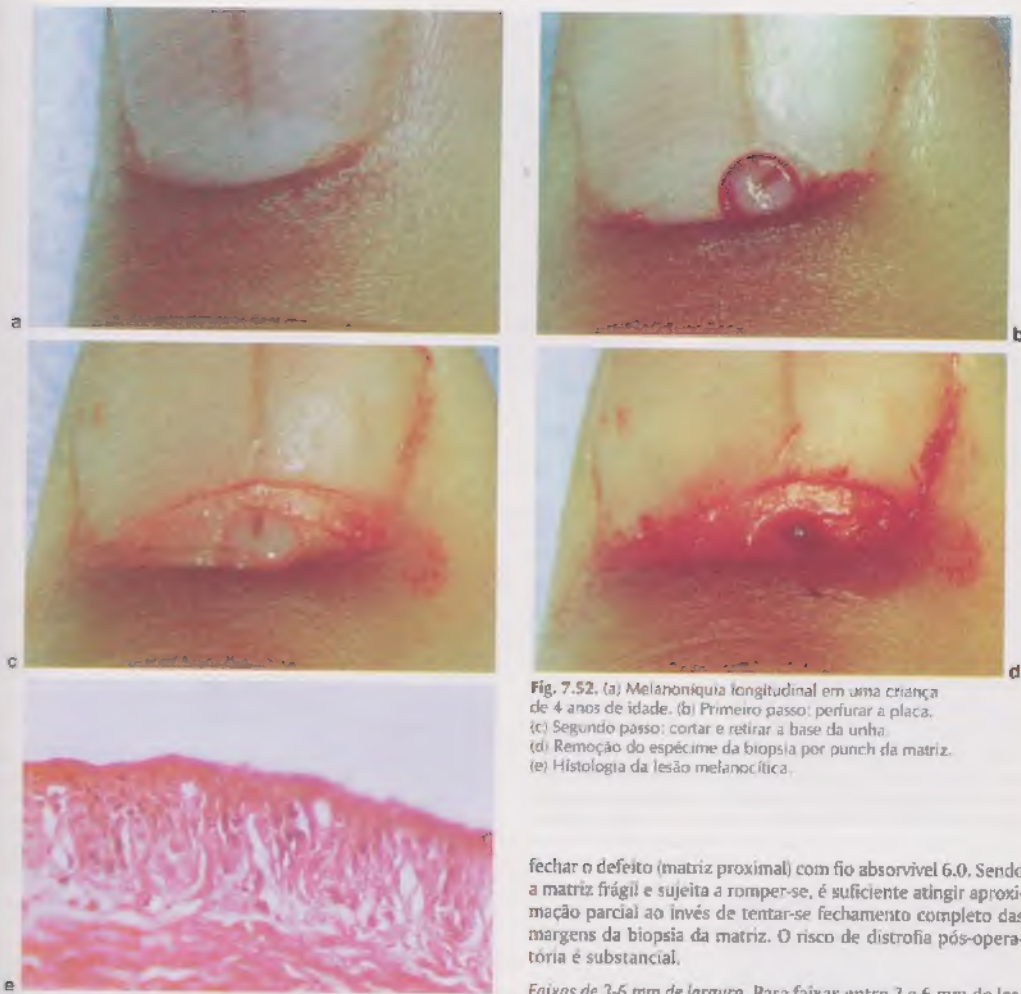 a
b
c
d
e
Fig. 7.52. (a) Melanoníquia longitudinal em uma criança
de 4 anos de idade. (b) Primeiro passo: perfurar a placa.
(c) Segundo passo: cortar e retirar a base da unha.
(d) Remoção do espécime da biopsia por punch da matriz.
(e) Histologia da lesão melanocítica.
fechar o defeito (matriz proximal) com fio absorvível 6.0. Sendo
a matriz frágil e sujeita a romper-se, é suficiente atingir aproxi-
mação parcial ao invés de tentar-se fechamento completo das
margens da biopsia da matriz. O risco de distrofia pós-opera-
tória é substancial.
Faixas de 3-6 mm de largura. Para faixas entre 3 e 6 mm de